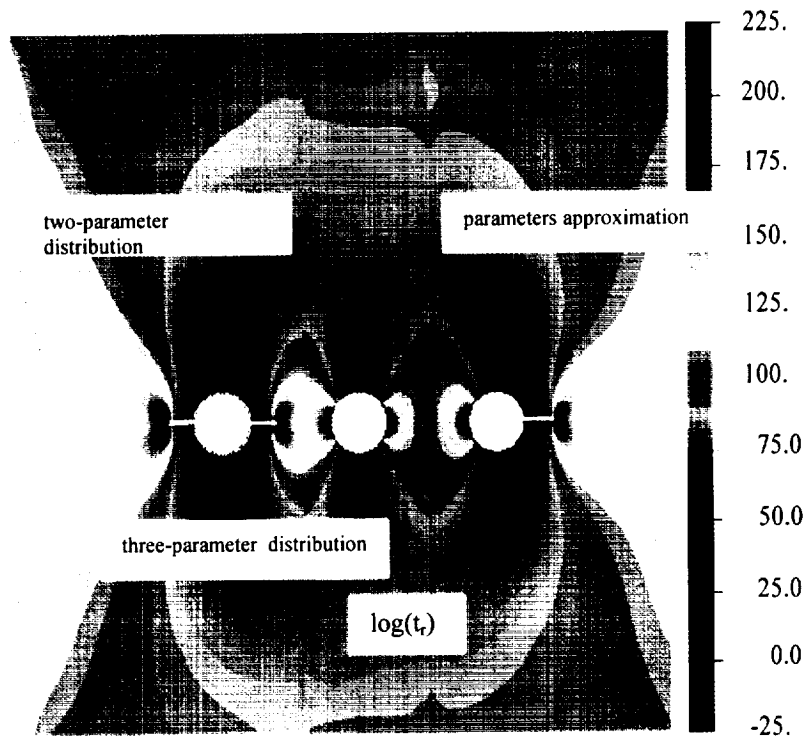 225.
200.
175.
two-parameter
distribution
parameters approximation
150.
125.
100.
75.0
50.0
three-parameter distribution
25.0
log(tᵣ)
0.0
-25.